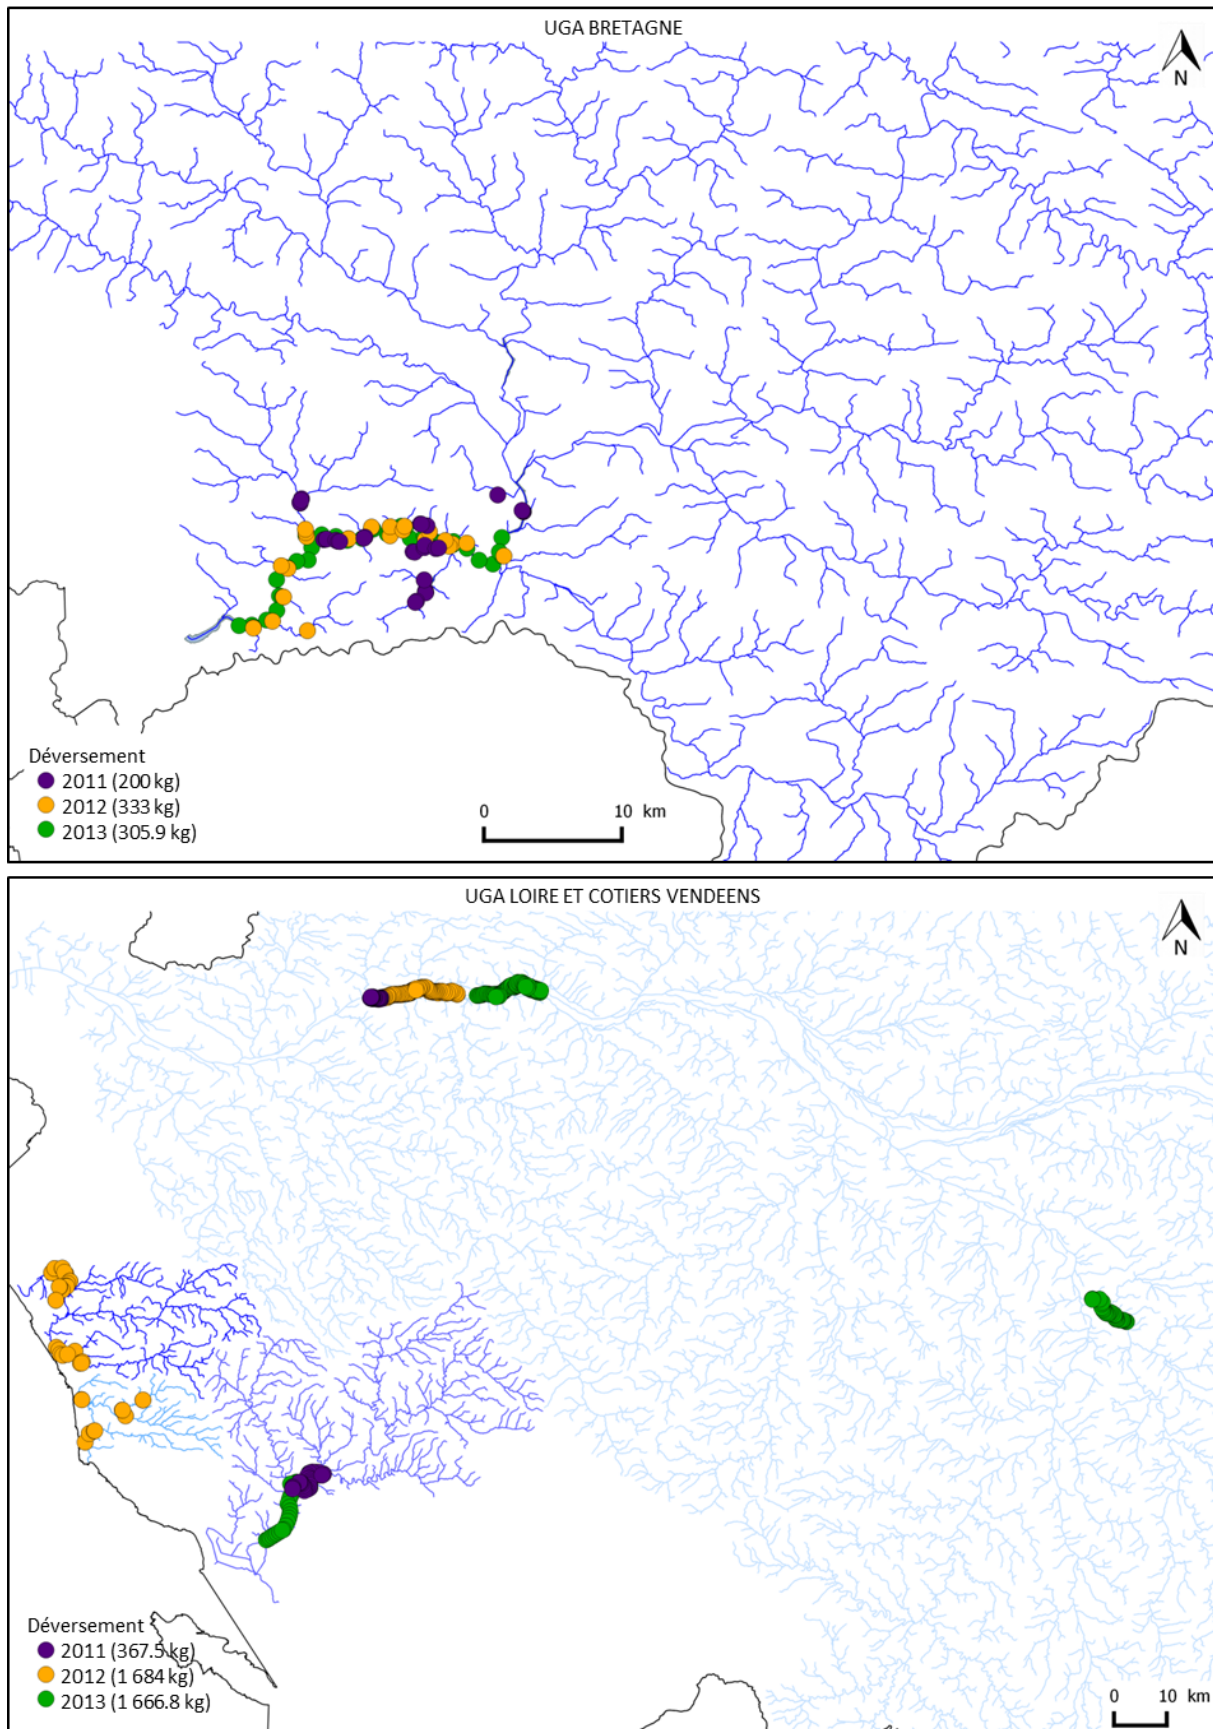 UGA BRETAGNE
N
Déversement
2011 (200 kg)
2012 (333 kg)
2013 (305.9 kg)
0 10 km
UGA LOIRE ET COTIERS VENDEENS
N
Déversement
2011 (367.5 kg)
2012 (1 684 kg)
2013 (1 666.8 kg)
0 10 km